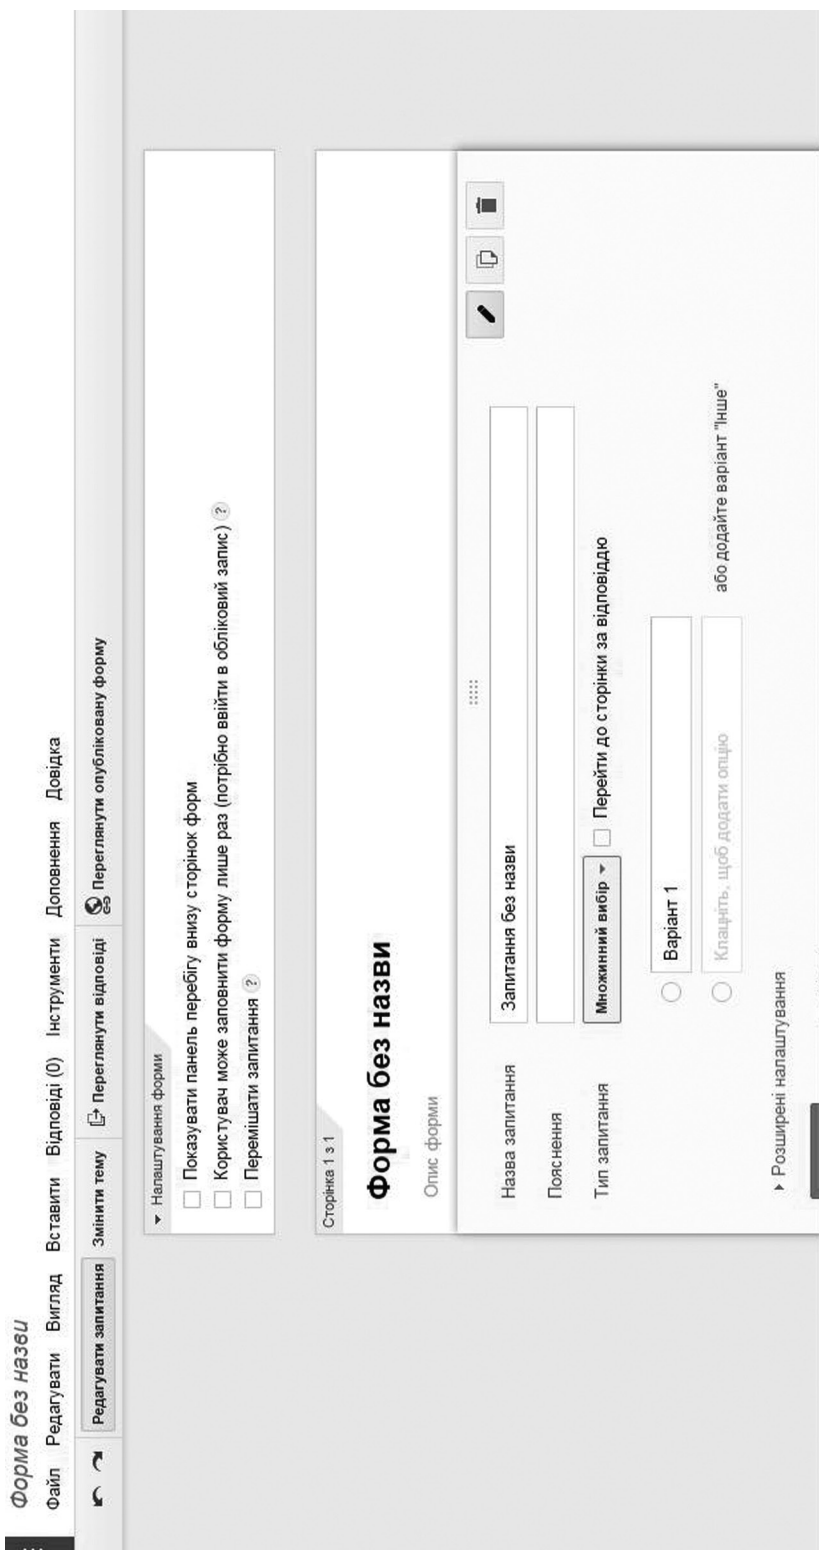 Форма без назви
Файл Редагувати Вигляд Вставити Відповіді (0) Інструменти Доповнення Довідка
Редагувати запитання Змінити тему Переглянути відповіді Переглянути опубліковану форму
Налаштування форми
Показувати панель перебігу внизу сторінок форм
Користувач може заповнити форму лише раз (потрібно ввійти в обліковий запис) ?
Перемішати запитання ?
Сторінка 1 з 1
Форма без назви
Опис форми
Назва запитання Запитання без назви
Пояснення
Тип запитання Множинний вибір Перейти до сторінки за відповіддю
Варіант 1
Клацніть, щоб додати опцію або додайте варіант "Інше"
Розширені налаштування